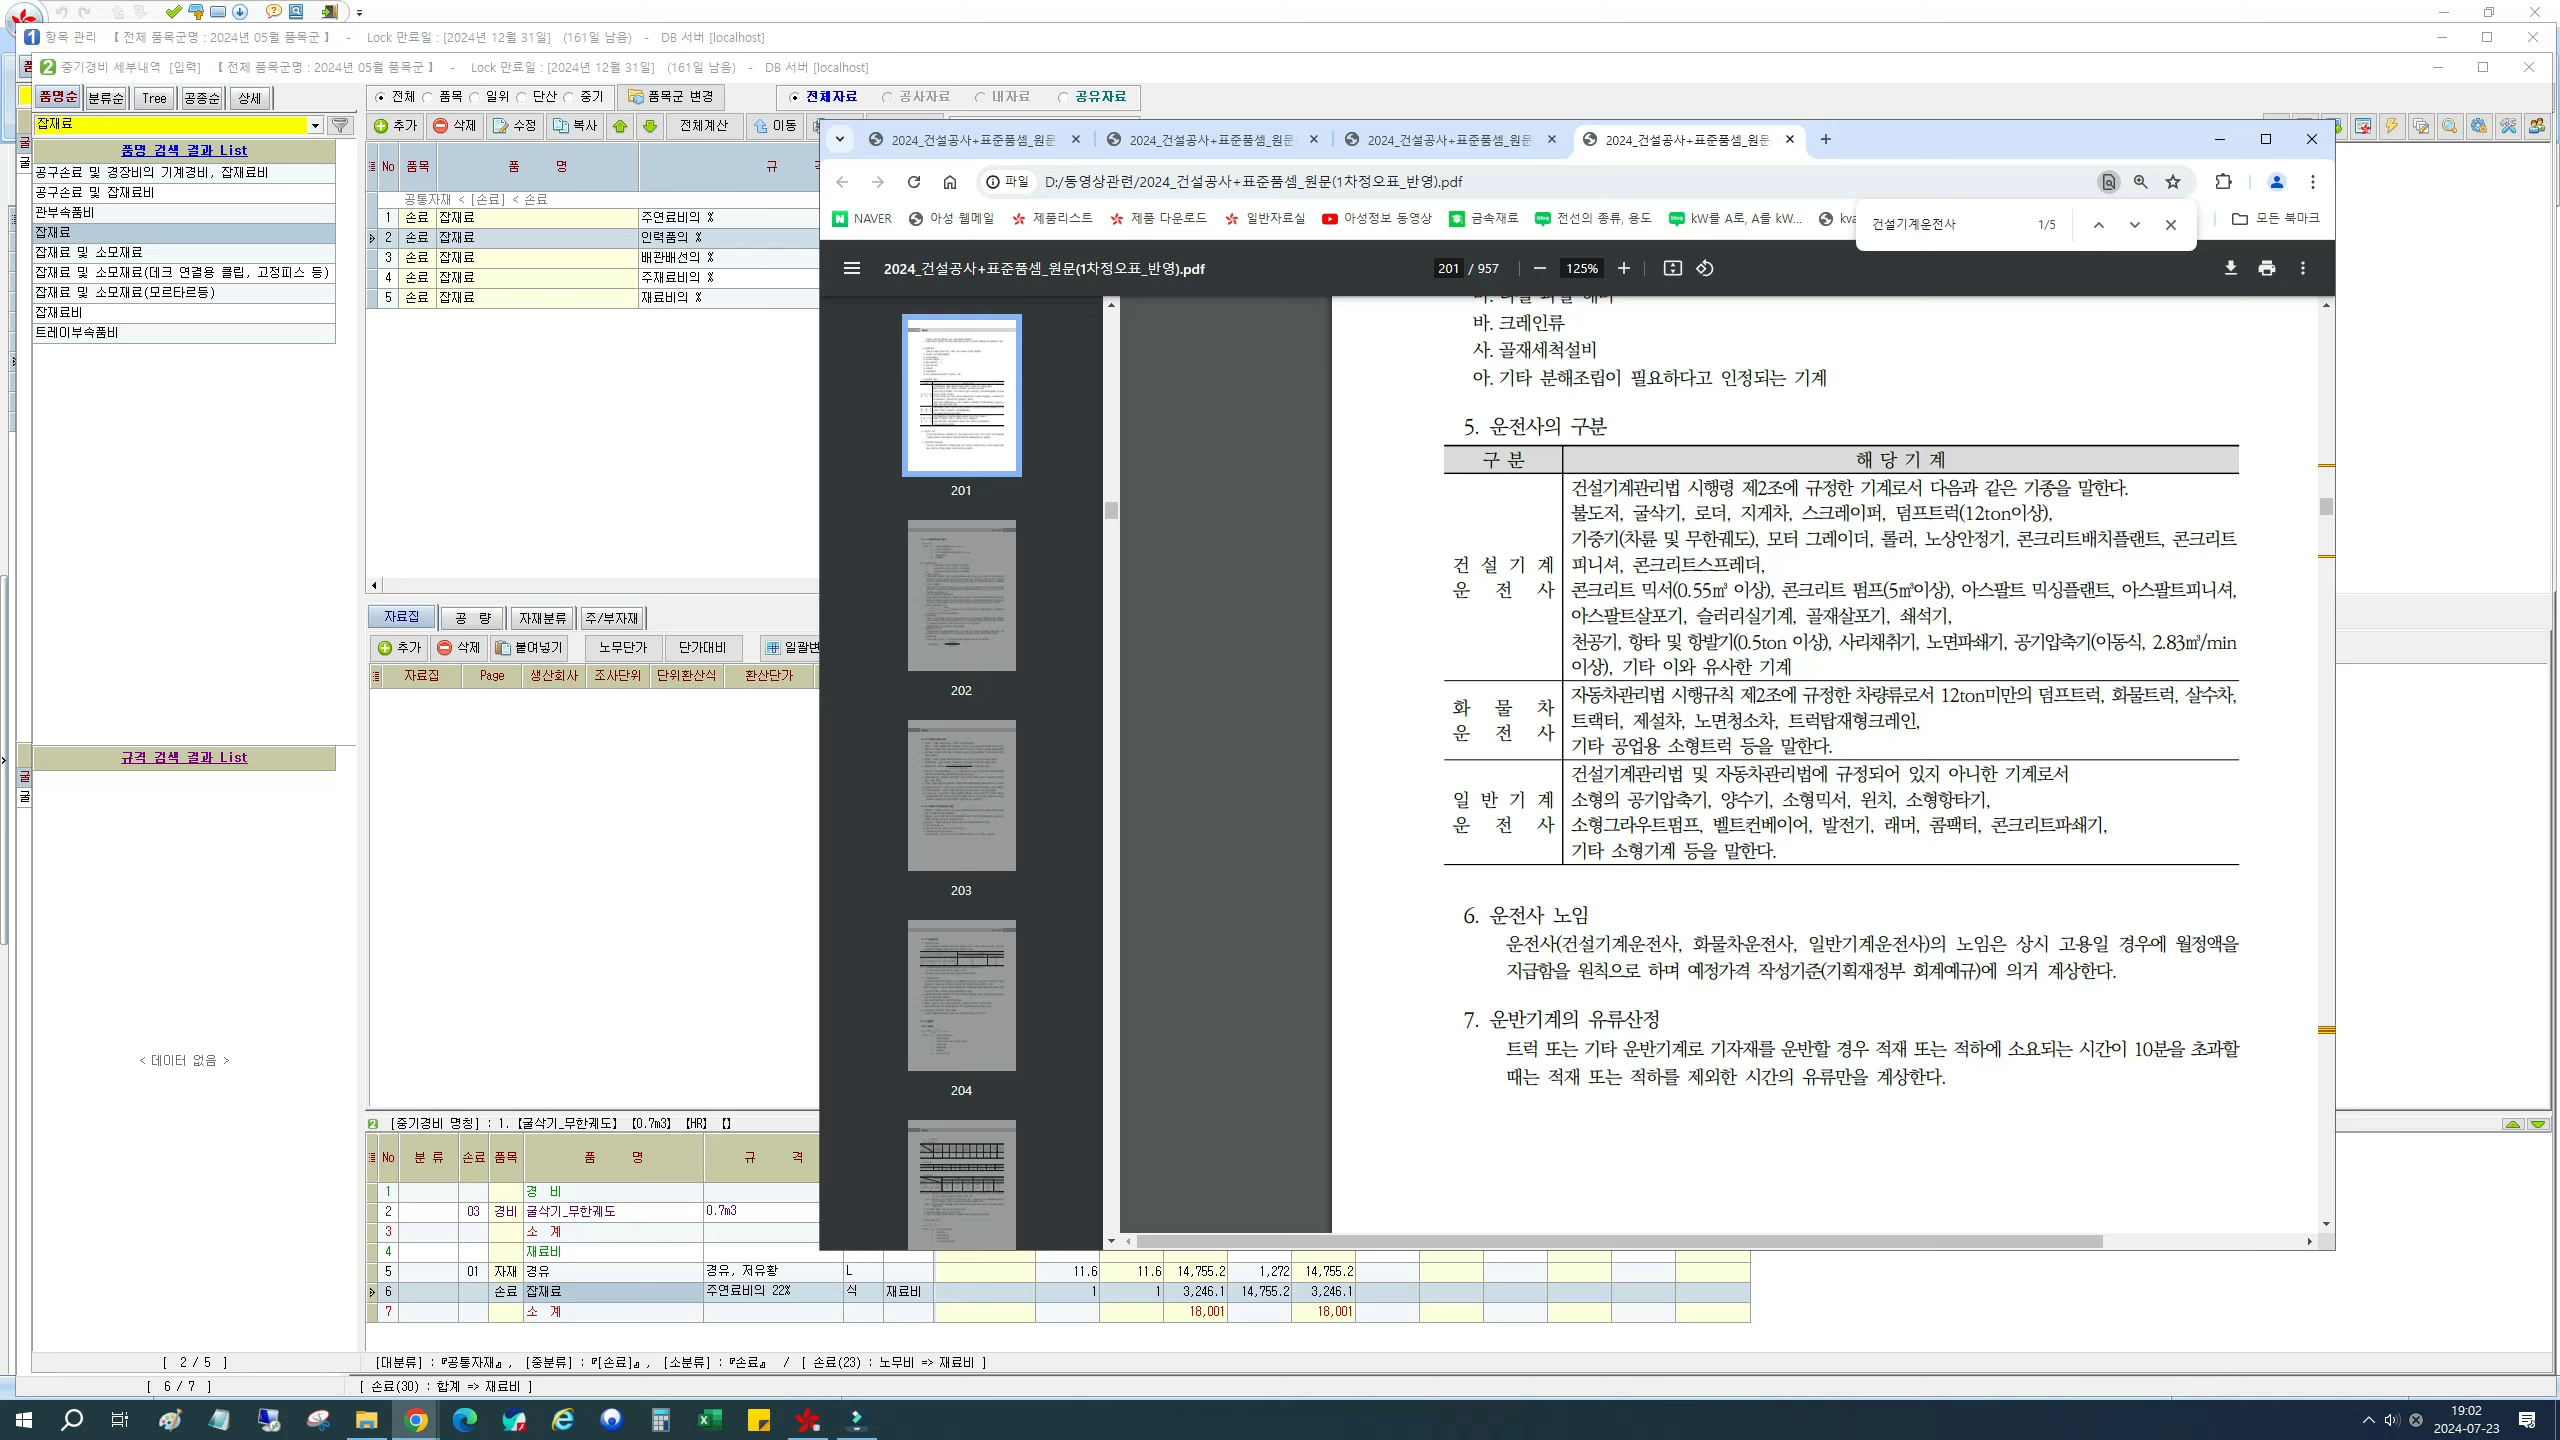 항목 관리 【 전체 품목군명 : 2024년 05월 품목군 】 - Lock 만료일 : [2024년 12월 31일] (161일 남음) - DB 서버 [localhost]
중기경비 세부내역 [입력] 【 전체 품목군명 : 2024년 05월 품목군 】 - Lock 만료일 : [2024년 12월 31일] (161일 남음) - DB 서버 [localhost]
품명순 분류순 Tree 공종순 상세
전체 품목 일위 단산 중기 품목군 변경 전체자료 공사자료 내자료 공유자료
잡재료
추가 삭제 수정 복사 전체계산 이동
품명 검색 결과 List
공구손료 및 경장비의 기계경비, 잡재료비
공구손료 및 잡재료비
관부속품비
잡재료
잡재료 및 소모재료
잡재료 및 소모재료(데크 연결용 클립, 고정피스 등)
잡재료 및 소모재료(모르타르등)
잡재료비
트레이부속품비
No 품목 품 명 규 격
공통자재 < [손료] < 손료
1 손료 잡재료 주연료비의 %
2 손료 잡재료 인력품의 %
3 손료 잡재료 배관배선의 %
4 손료 잡재료 주재료비의 %
5 손료 잡재료 재료비의 %
자료집 공 량 자재분류 주/부자재
추가 삭제 붙여넣기 노무단가 단가대비 일괄변
자료집 Page 생산회사 조사단위 단위환산식 환산단가
규격 검색 결과 List
< 데이터 없음 >
[중기경비 명칭] : 1.【굴삭기_무한궤도】【0.7m3】【HR】【】
No 분 류 손료 품목 품 명 규 격
1 경 비
2 03 경비 굴삭기_무한궤도 0.7m3
3 소 계
4 재료비
5 01 자재 경유 경유, 저유황 L 11.6 11.6 14,755.2 1,272 14,755.2
6 손료 잡재료 주연료비의 22% 식 재료비 1 1 3,246.1 14,755.2 3,246.1
7 소 계 18,001 18,001
[ 2 / 5 ] [대분류] : 『공통자재』, [중분류] : 『[손료]』, [소분류] : 『손료』 / [ 손료(23) : 노무비 => 재료비 ]
[ 6 / 7 ] [ 손료(30) : 합계 => 재료비 ]
2024_건설공사+표준품셈_원문 2024_건설공사+표준품셈_원문 2024_건설공사+표준품셈_원문 2024_건설공사+표준품셈_원문
파일 D:/동영상관련/2024_건설공사+표준품셈_원문(1차정오표_반영).pdf
NAVER 아성 웹메일 제품리스트 제품 다운로드 일반자료실 아성정보 동영상 금속재료 전선의 종류, 용도 kW를 A로, A를 kW... kva 모든 북마크
건설기계운전사 1/5
2024_건설공사+표준품셈_원문(1차정오표_반영).pdf 201 / 957 125%
201
202
203
204
바. 크레인류
사. 골재세척설비
아. 기타 분해조립이 필요하다고 인정되는 기계
5. 운전사의 구분
구 분 해 당 기 계
건설기계관리법 시행령 제2조에 규정한 기계로서 다음과 같은 기종을 말한다.
불도저, 굴삭기, 로더, 지게차, 스크레이퍼, 덤프트럭(12ton이상),
기중기(차륜 및 무한궤도), 모터 그레이더, 롤러, 노상안정기, 콘크리트배치플랜트, 콘크리트
건 설 기 계 피니셔, 콘크리트스프레더,
운 전 사 콘크리트 믹서(0.55㎥ 이상), 콘크리트 펌프(5㎥이상), 아스팔트 믹싱플랜트, 아스팔트피니셔,
아스팔트살포기, 슬러리실기계, 골재살포기, 쇄석기,
천공기, 항타 및 항발기(0.5ton 이상), 사리채취기, 노면파쇄기, 공기압축기(이동식, 2.83㎥/min
이상), 기타 이와 유사한 기계
화 물 차 자동차관리법 시행규칙 제2조에 규정한 차량류로서 12ton미만의 덤프트럭, 화물트럭, 살수차,
운 전 사 트랙터, 제설차, 노면청소차, 트럭탑재형크레인,
기타 공업용 소형트럭 등을 말한다.
건설기계관리법 및 자동차관리법에 규정되어 있지 아니한 기계로서
일 반 기 계 소형의 공기압축기, 양수기, 소형믹서, 윈치, 소형항타기,
운 전 사 소형그라우트펌프, 벨트컨베이어, 발전기, 래머, 콤팩터, 콘크리트파쇄기,
기타 소형기계 등을 말한다.
6. 운전사 노임
운전사(건설기계운전사, 화물차운전사, 일반기계운전사)의 노임은 상시 고용일 경우에 월정액을
지급함을 원칙으로 하며 예정가격 작성기준(기획재정부 회계예규)에 의거 계상한다.
7. 운반기계의 유류산정
트럭 또는 기타 운반기계로 기자재를 운반할 경우 적재 또는 적하에 소요되는 시간이 10분을 초과할
때는 적재 또는 적하를 제외한 시간의 유류만을 계상한다.
19:02
2024-07-23